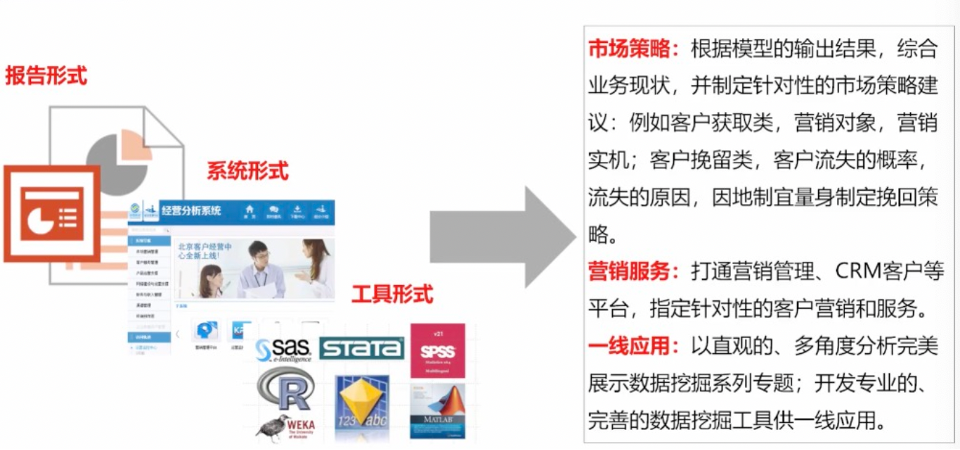 报告形式
系统形式
经营分析系统
北京客户经营中
心全新上线!
工具形式
sas
e-Intelligence
STATA
v21
SPSS
Multilingual
R
WEKA
The University
of Waikato
123 abc
MATLAB
市场策略：根据模型的输出结果，综合
业务现状，并制定针对性的市场策略建
议：例如客户获取类，营销对象，营销
实机；客户挽留类，客户流失的概率，
流失的原因，因地制宜量身制定挽回策
略。
营销服务：打通营销管理、CRM客户等
平台，指定针对性的客户营销和服务。
一线应用：以直观的、多角度分析完美
展示数据挖掘系列专题；开发专业的、
完善的数据挖掘工具供一线应用。